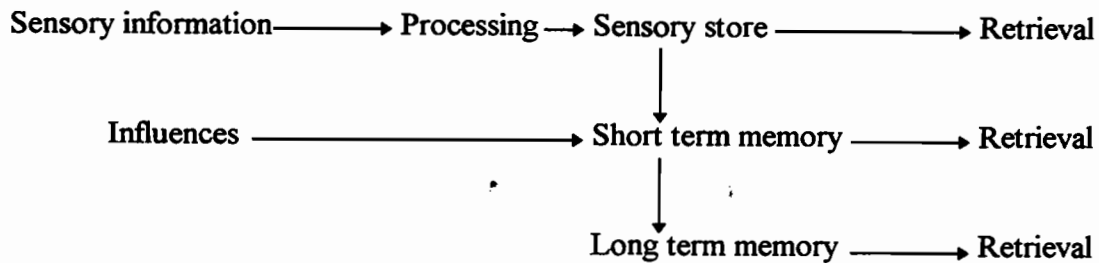 Sensory information Processing Sensory store Retrieval
Influences Short term memory Retrieval
Long term memory Retrieval